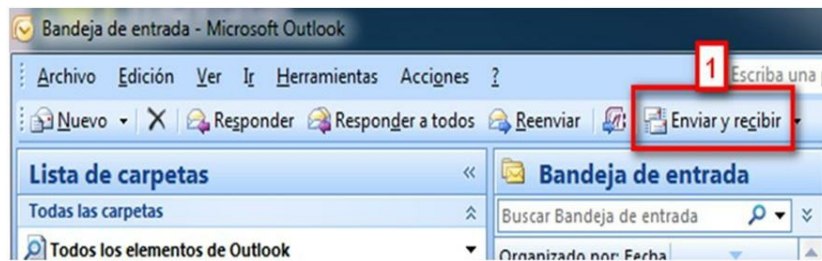 Bandeja de entrada - Microsoft Outlook
Archivo Edición Ver Ir Herramientas Acciones ?
1
Escriba una
Nuevo Responder Responder a todos Reenviar Enviar y recibir
Lista de carpetas «
Bandeja de entrada
Todas las carpetas
Buscar Bandeja de entrada
Todos los elementos de Outlook
Organizado por: Fecha